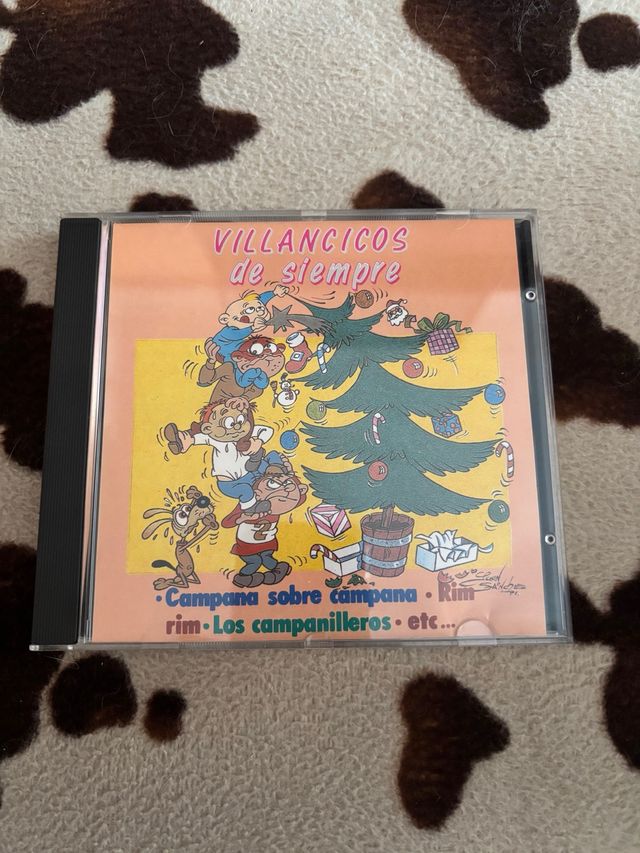 VILLANCICOS
de siempre
• Campana sobre campana • Rim
rim • Los campanilleros • etc...